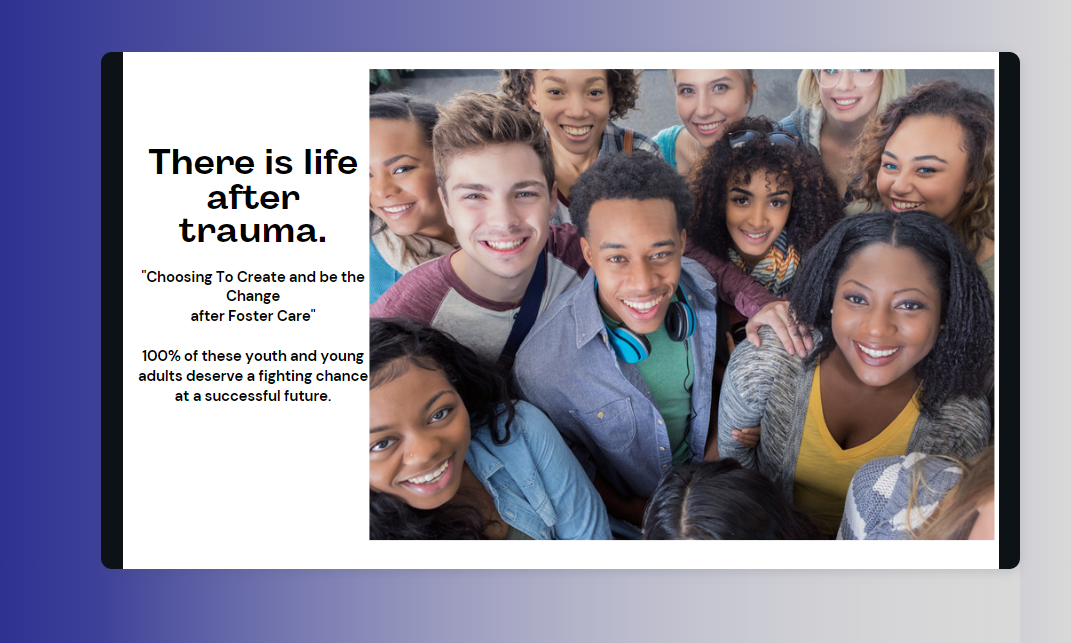 There is life
after
trauma.
"Choosing To Create and be the
Change
after Foster Care"
100% of these youth and young
adults deserve a fighting chance
at a successful future.